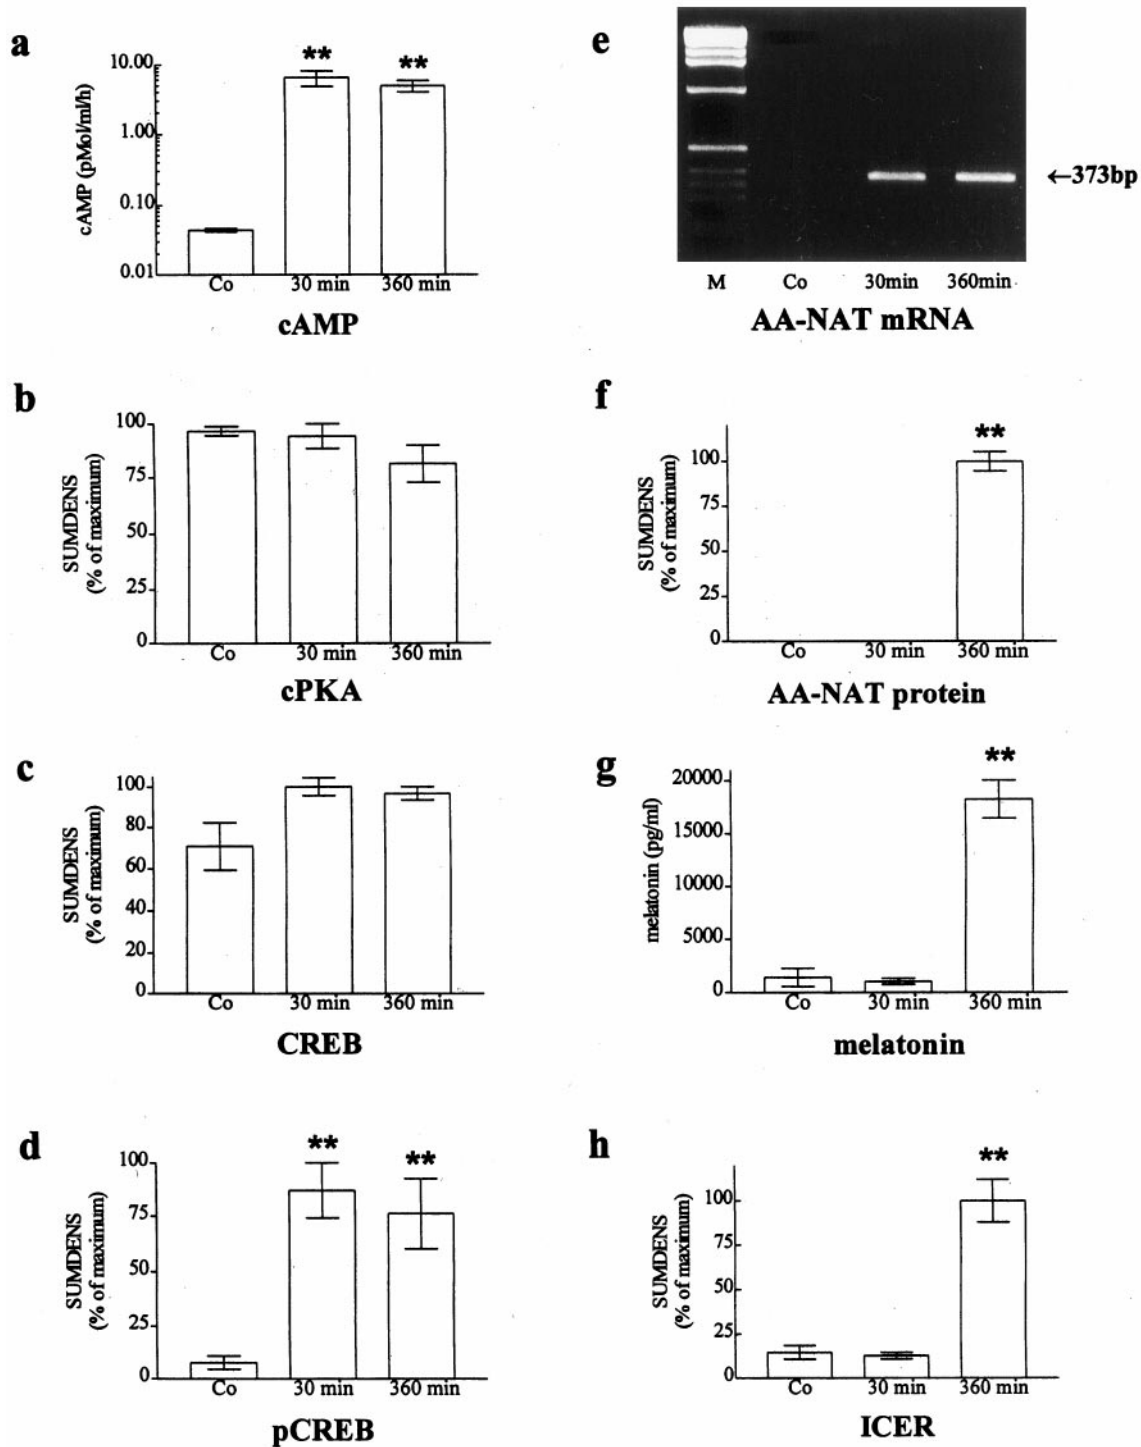 a
**
**
10.00
1.00
0.10
0.01
cAMP (pMol/ml/h)
Co 30 min 360 min
cAMP
b
100
75
50
25
0
SUMDENS
(% of maximum)
Co 30 min 360 min
cPKA
c
100
80
60
40
20
0
SUMDENS
(% of maximum)
Co 30 min 360 min
CREB
d
**
**
100
75
50
25
0
SUMDENS
(% of maximum)
Co 30 min 360 min
pCREB
e
←373bp
M Co 30min 360min
AA-NAT mRNA
f
**
100
75
50
25
0
SUMDENS
(% of maximum)
Co 30 min 360 min
AA-NAT protein
g
**
20000
15000
10000
5000
0
melatonin (pg/ml)
Co 30 min 360 min
melatonin
h
**
100
75
50
25
0
SUMDENS
(% of maximum)
Co 30 min 360 min
ICER